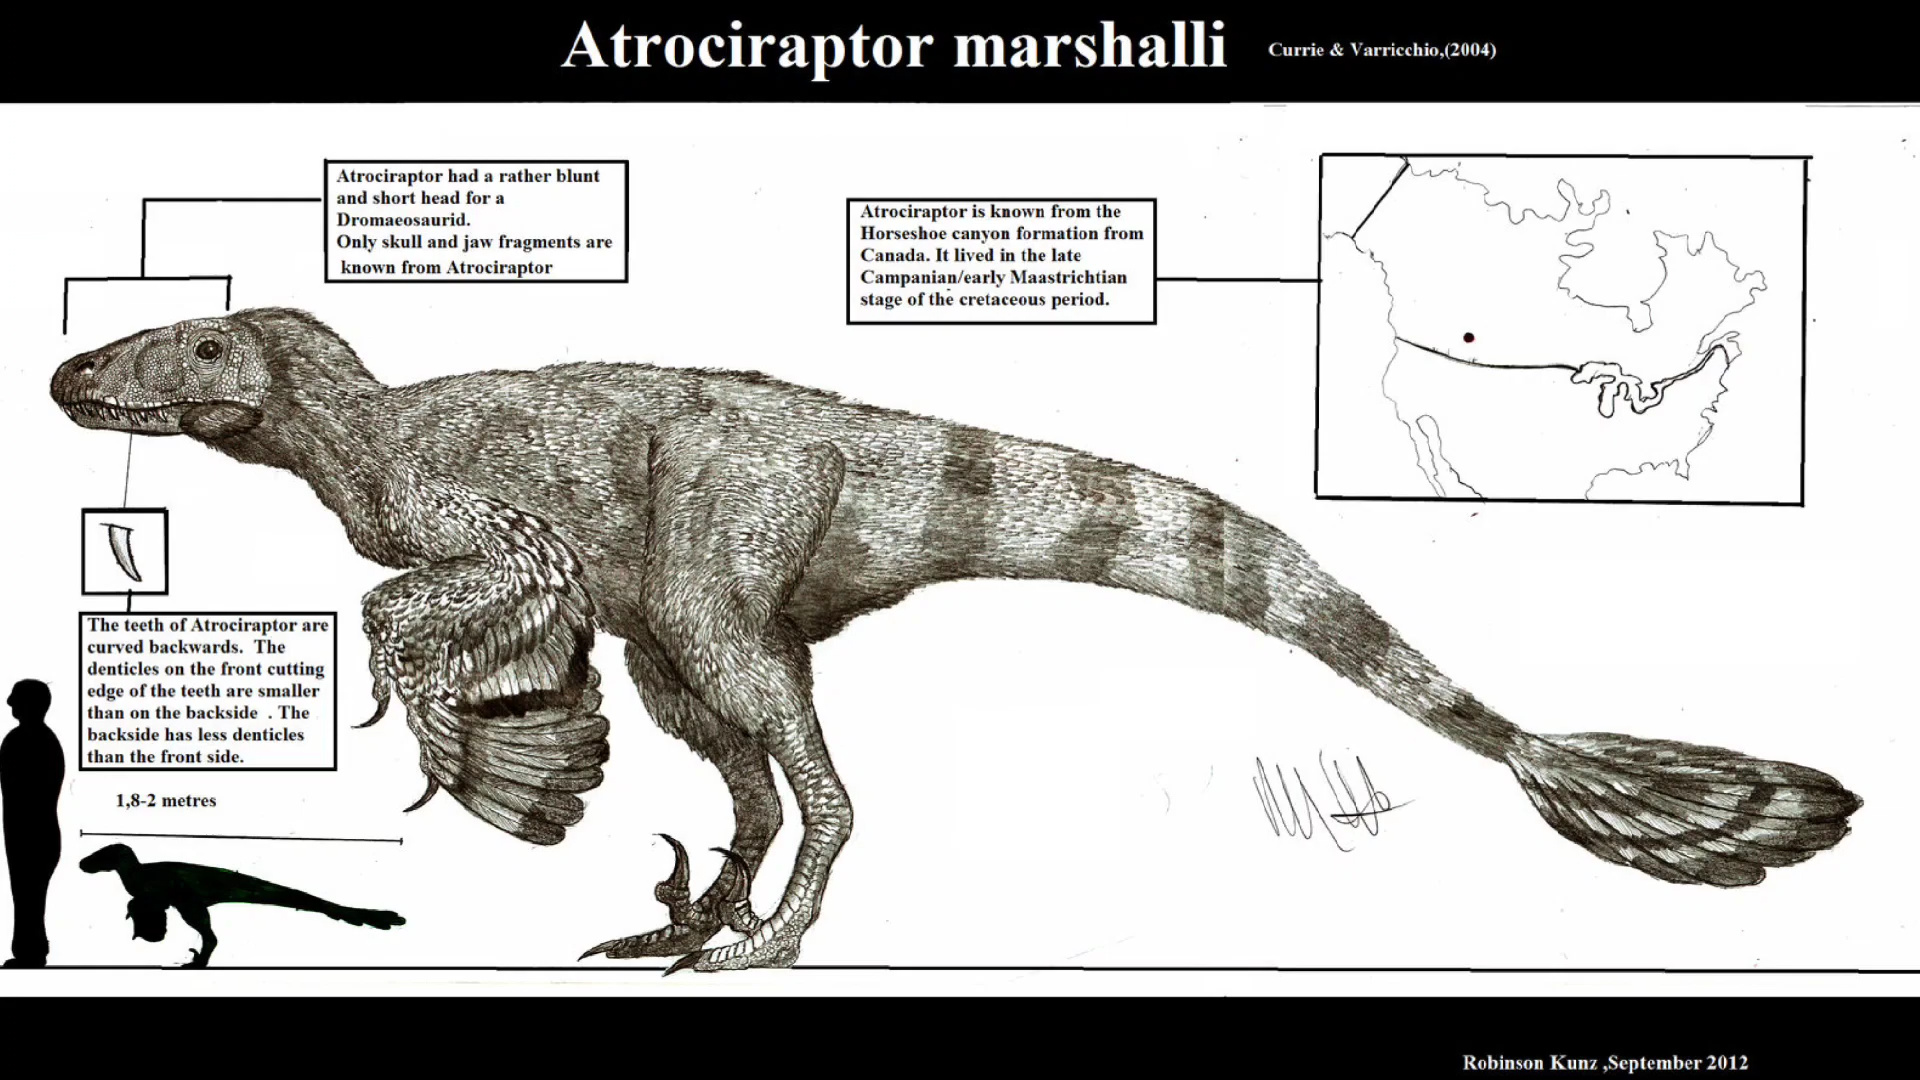 Atrociraptor marshalli
Currie & Varricchio,(2004)
Atrociraptor had a rather blunt
and short head for a
Dromaeosaurid.
Only skull and jaw fragments are
known from Atrociraptor
Atrociraptor is known from the
Horseshoe canyon formation from
Canada. It lived in the late
Campanian/early Maastrichtian
stage of the cretaceous period.
The teeth of Atrociraptor are
curved backwards. The
denticles on the front cutting
edge of the teeth are smaller
than on the backside . The
backside has less denticles
than the front side.
1,8-2 metres
Robinson Kunz ,September 2012